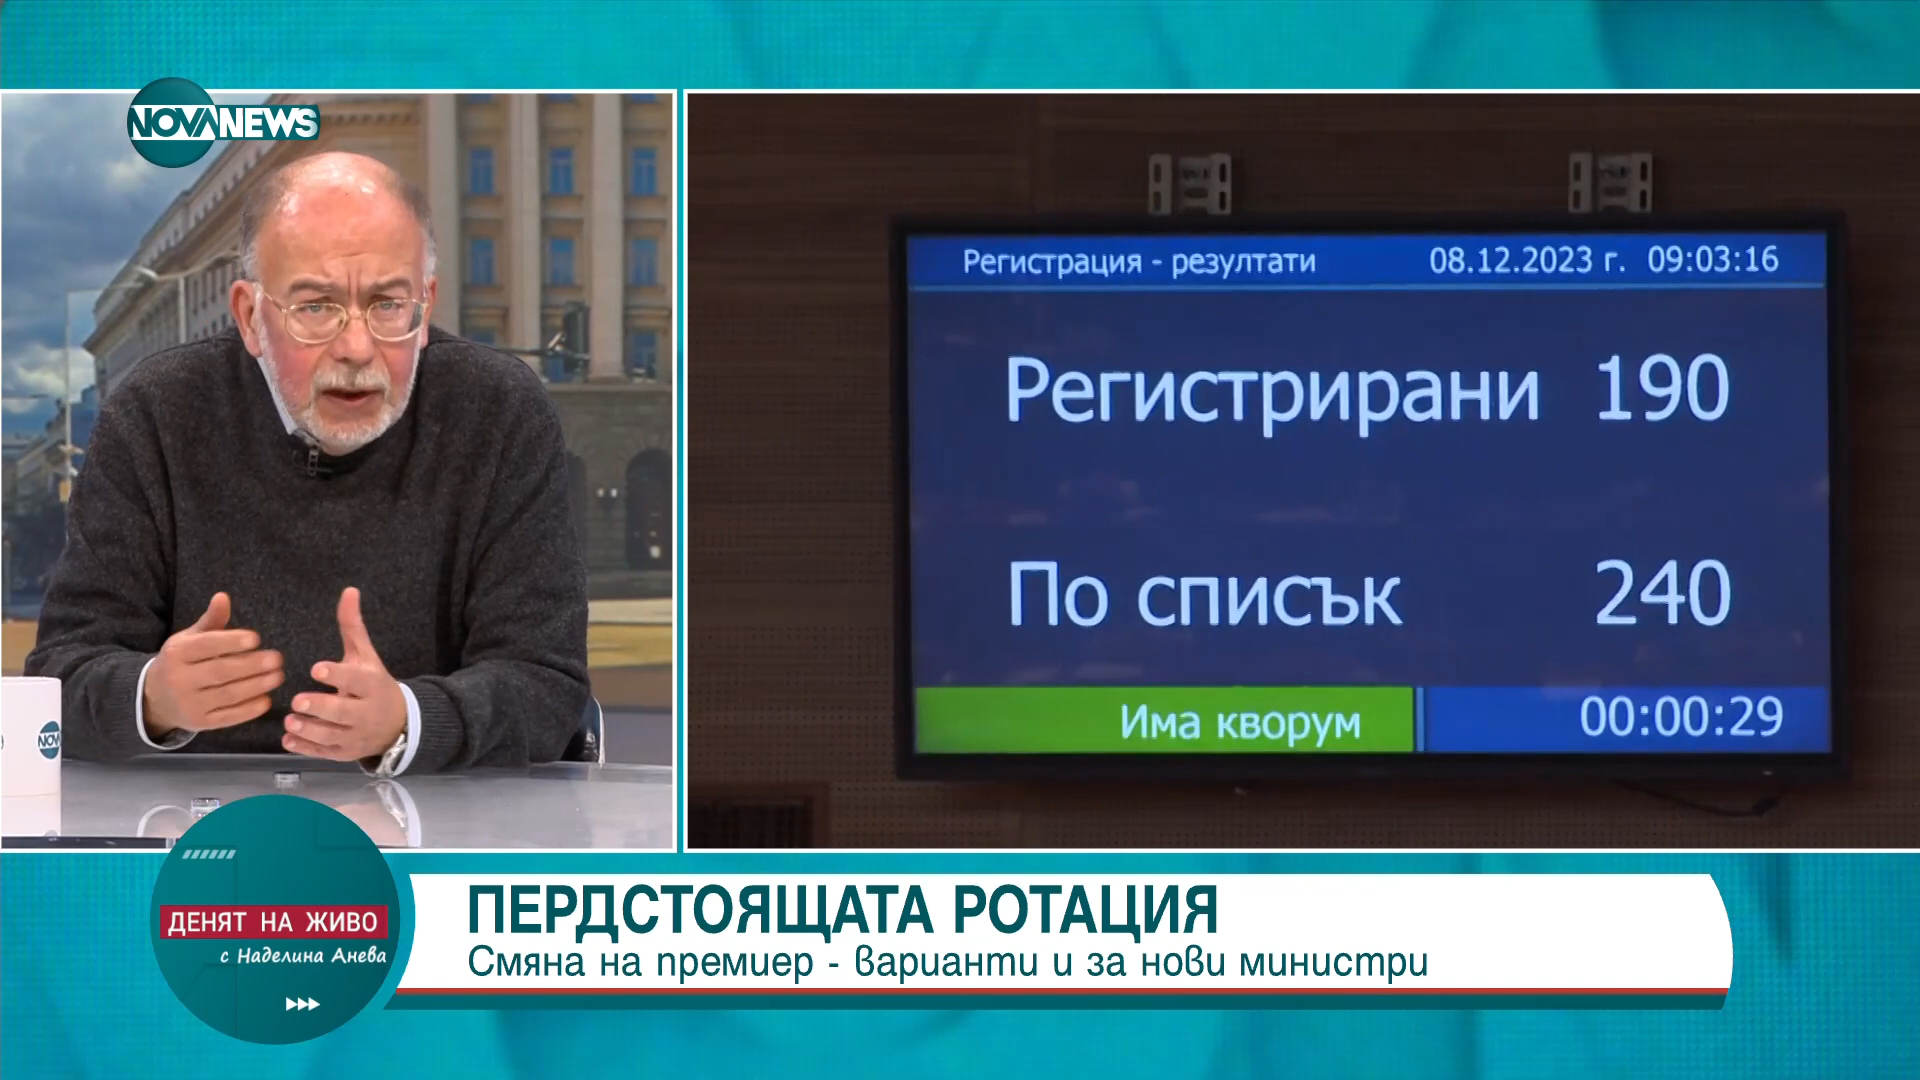 NOVANEWS
Регистрация - резултати 08.12.2023 г. 09:03:16
Регистрирани 190
По списък 240
Има кворум 00:00:29
NOV
ДЕНЯТ НА ЖИВО
с Наделина Анева
ПЕРДСТОЯЩАТА РОТАЦИЯ
Смяна на премиер - варианти и за нови министри